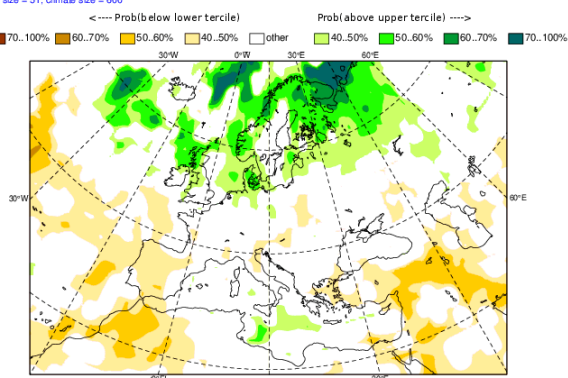 size = 51, climate size = 600
<---- Prob(below lower tercile)    Prob(above upper tercile) ---->
70..100%  60..70%  50..60%  40..50%  other  40..50%  50..60%  60..70%  70..100%
30°W  0°W  30°E  60°E
30°W  60°E